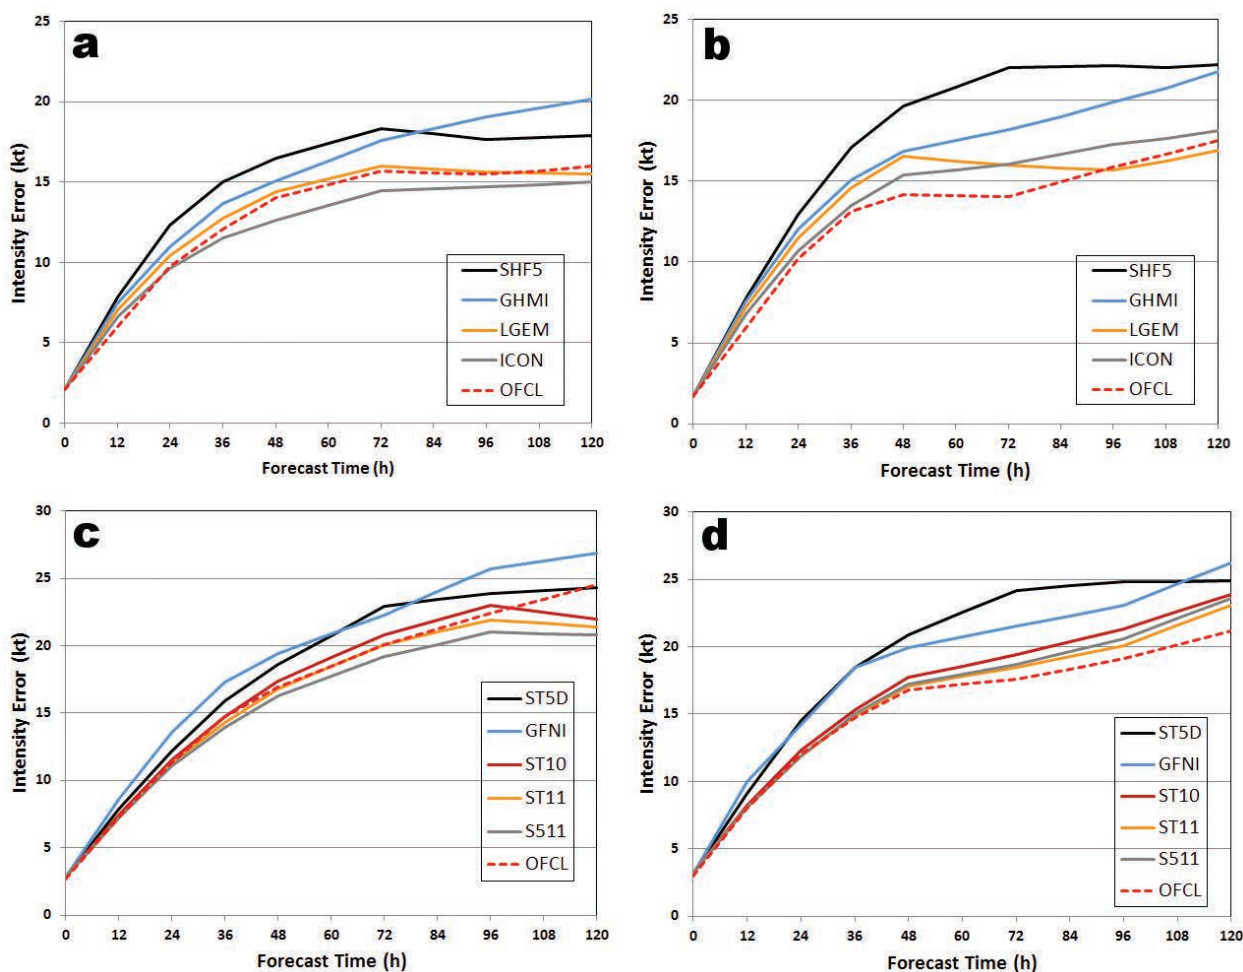 a
25
20
15
10
5
0
Intensity Error (kt)
SHF5
GHMI
LGEM
ICON
OFCL
0 12 24 36 48 60 72 84 96 108 120
Forecast Time (h)
b
25
20
15
10
5
0
Intensity Error (kt)
SHF5
GHMI
LGEM
ICON
OFCL
0 12 24 36 48 60 72 84 96 108 120
Forecast Time (h)
c
30
25
20
15
10
5
0
Intensity Error (kt)
ST5D
GFNI
ST10
ST11
S511
OFCL
0 12 24 36 48 60 72 84 96 108 120
Forecast Time (h)
d
30
25
20
15
10
5
0
Intensity Error (kt)
ST5D
GFNI
ST10
ST11
S511
OFCL
0 12 24 36 48 60 72 84 96 108 120
Forecast Time (h)